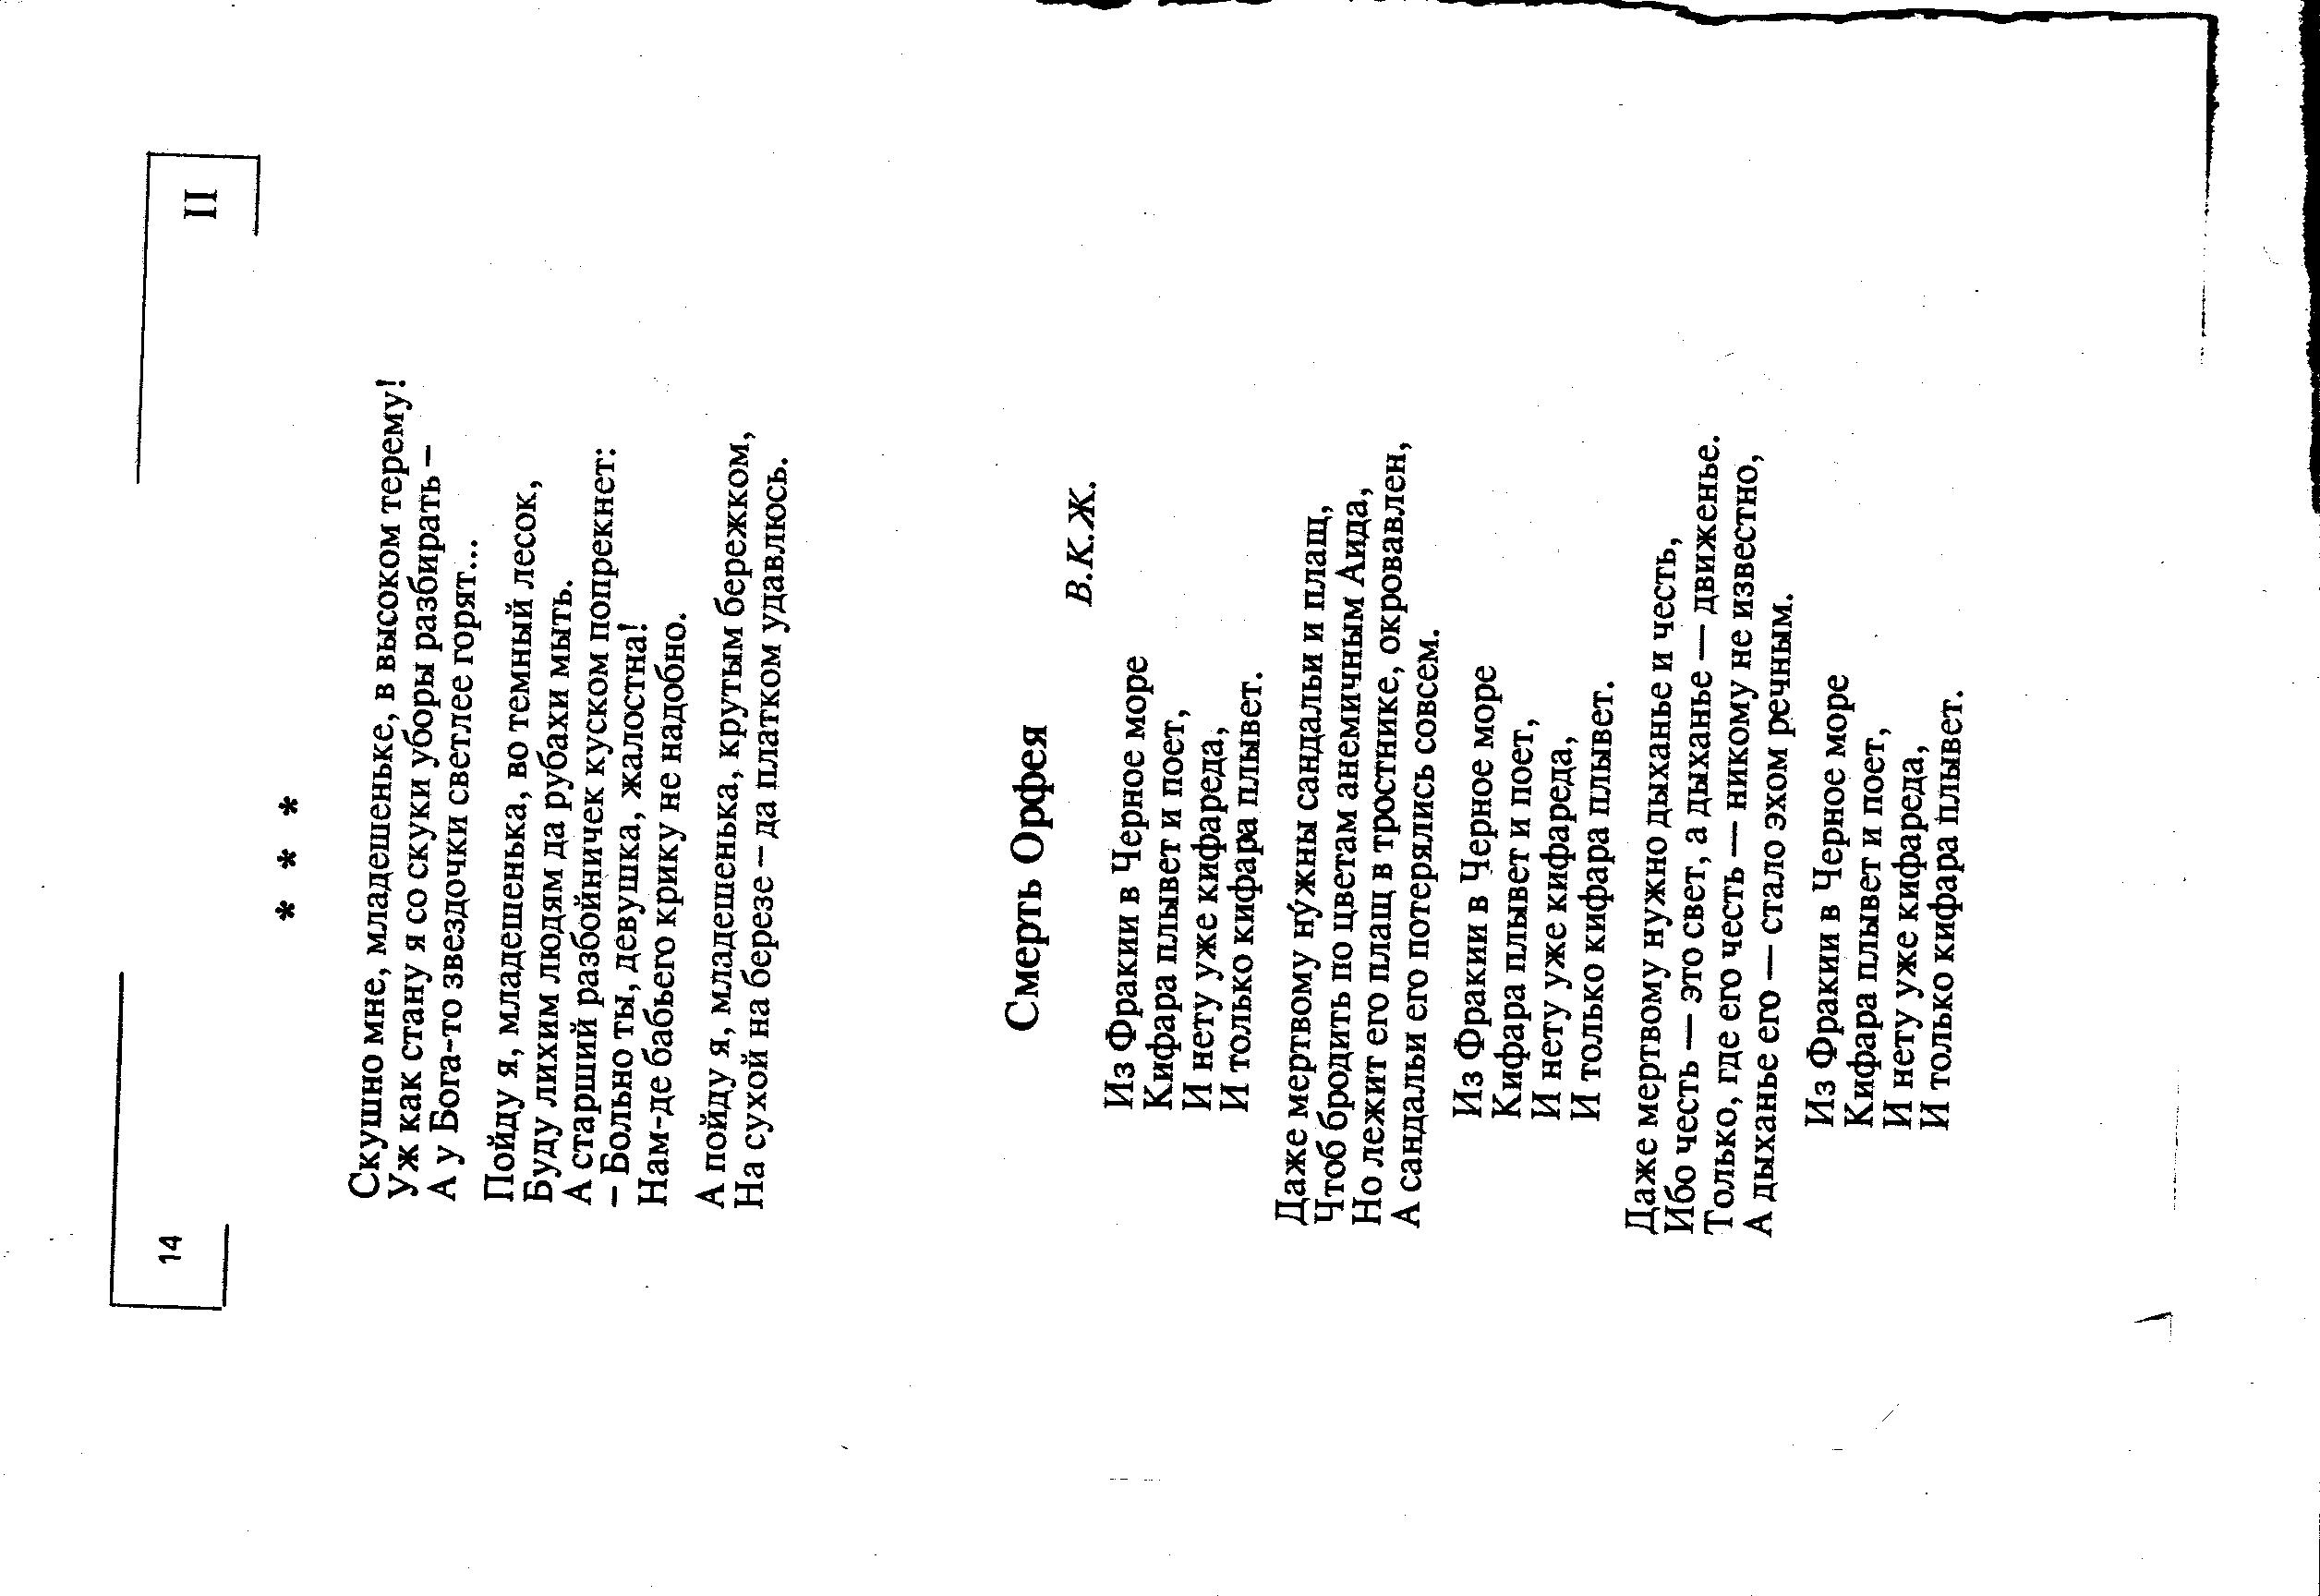 14
II
* * *
Скушно мне, младешеньке, в высоком терему!
Уж как стану я со скуки уборы разбирать –
А у Бога-то звездочки светлее горят...
Пойду я, младешенька, во темный лесок,
Буду лихим людям да рубахи мыть.
А старший разбойничек куском попрекнет:
– Больно ты, девушка, жалостна!
Нам-де бабьего крику не надобно.
А пойду я, младешенька, крутым бережком,
На сухой на березе – да платком удавлюсь.
Смерть Орфея
В.К.Ж.
Из Фракии в Черное море
Кифара плывет и поет,
И нету уже кифареда,
И только кифара плывет.
Даже мертвому ну́жны сандальи и плащ,
Чтоб бродить по цветам анемичным Аида,
Но лежит его плащ в тростнике, окровавлен,
А сандальи его потерялись совсем.
Из Фракии в Черное море
Кифара плывет и поет,
И нету уже кифареда,
И только кифара плывет.
Даже мертвому нужно дыханье и честь,
Ибо честь — это свет, а дыханье — движенье.
Только, где его честь — никому не известно,
А дыханье его — стало эхом речным.
Из Фракии в Черное море
Кифара плывет и поет,
И нету уже кифареда,
И только кифара плывет.